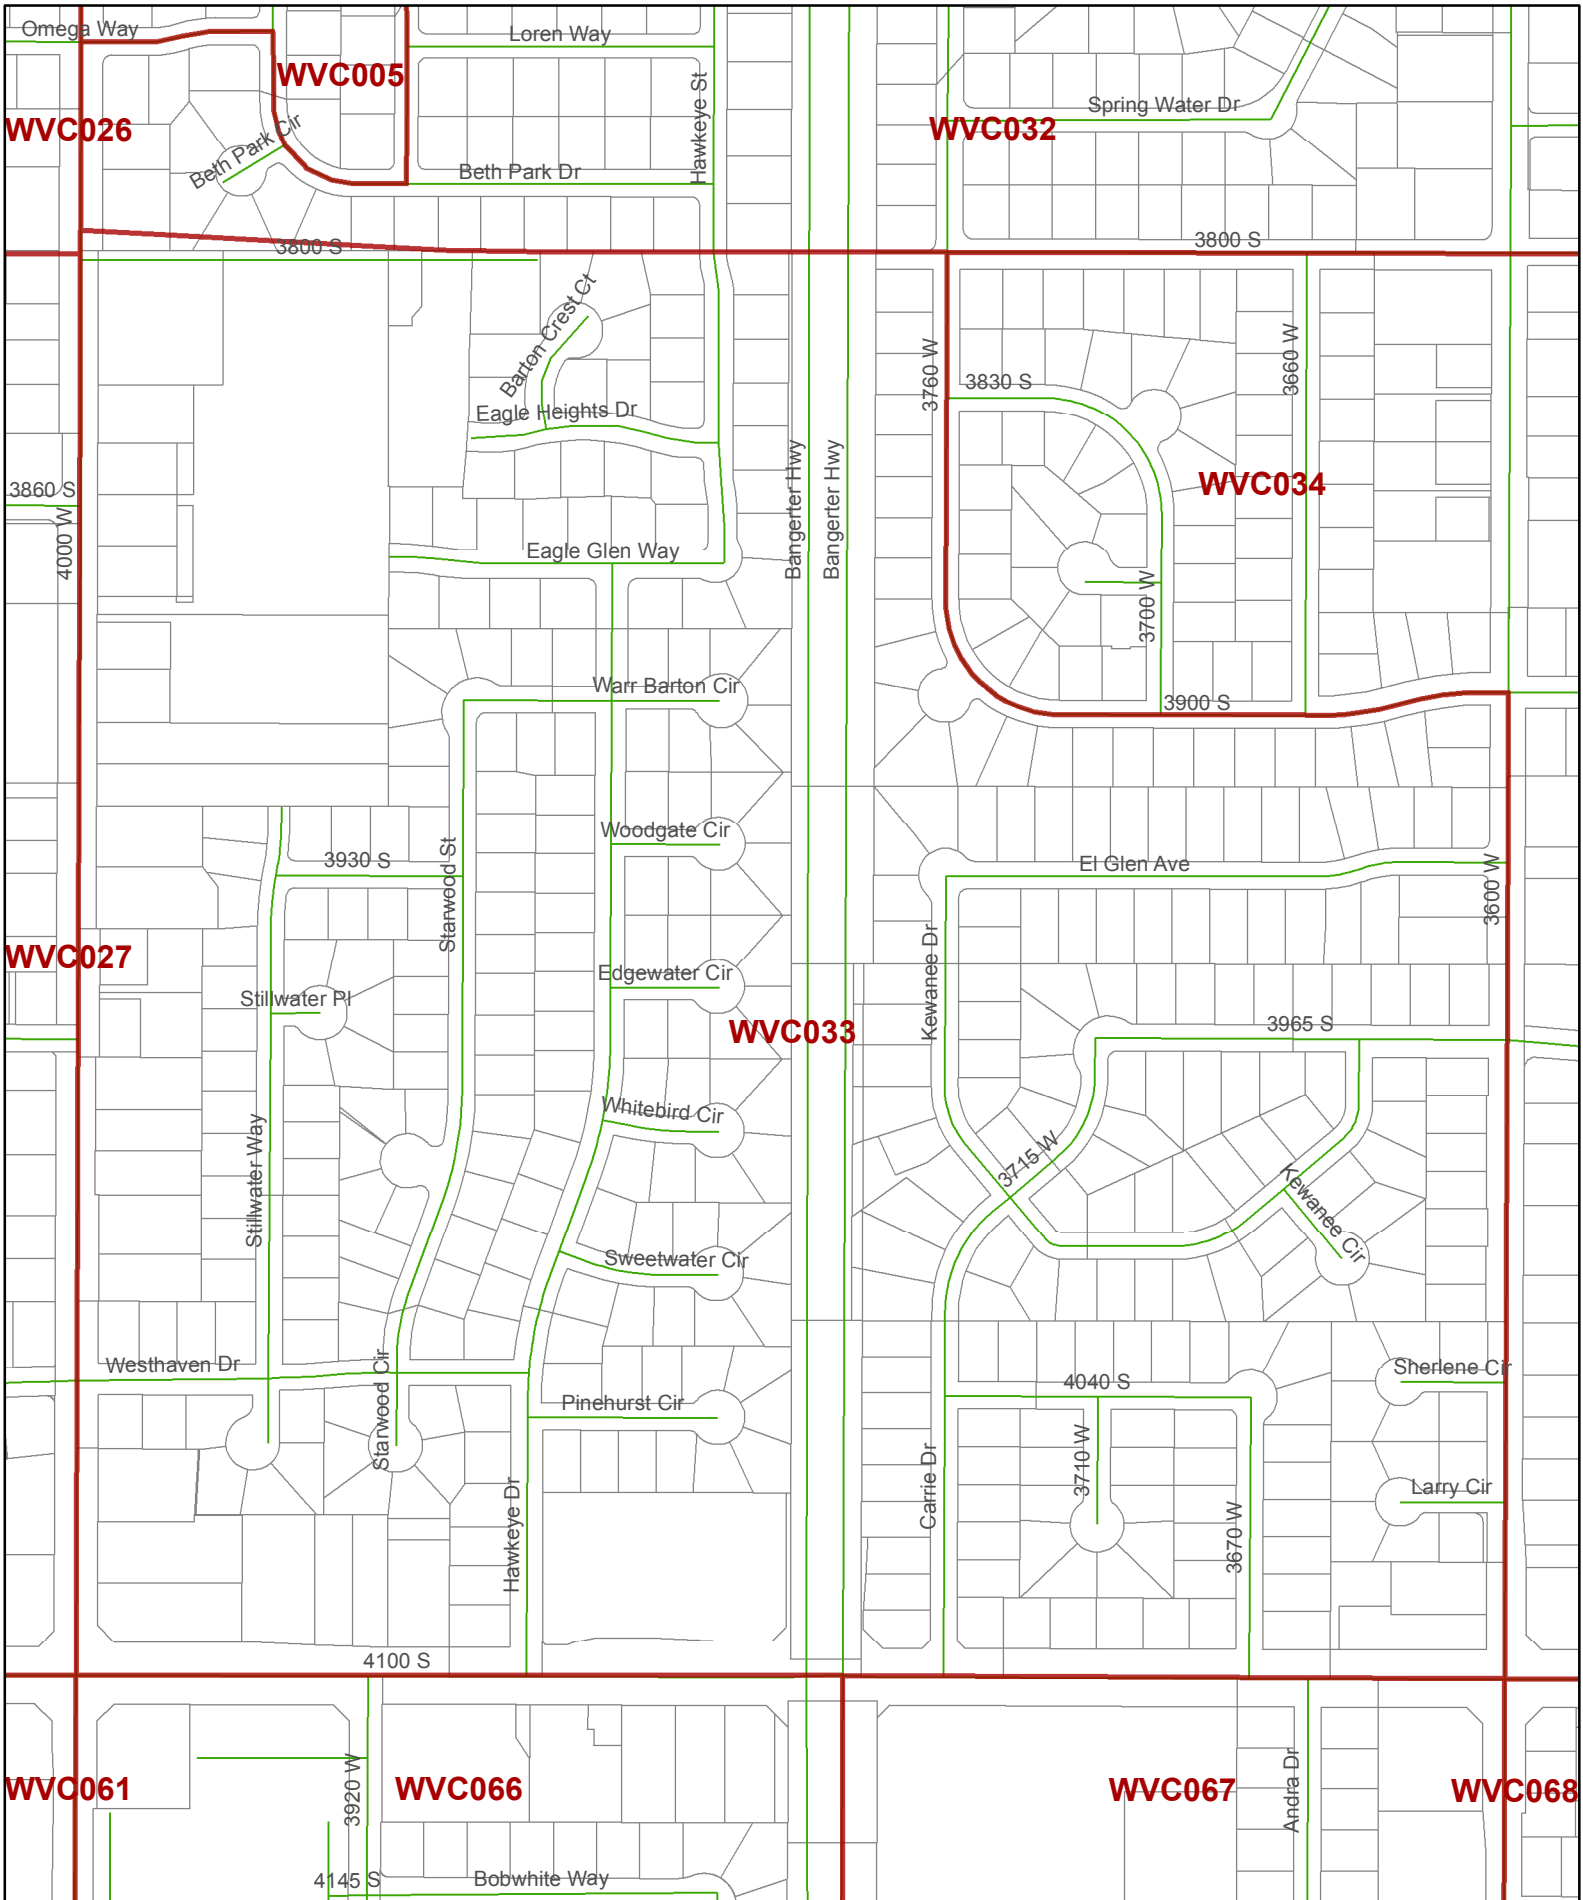 Omega Way
Loren Way
WVC005
Hawkeye St
Spring Water Dr
WVC026
WVC032
Beth Park Cir
Beth Park Dr
3800 S
3800 S
Barton Crest Ct
3760 W
3660 W
3830 S
Eagle Heights Dr
Bangerter Hwy
Bangerter Hwy
WVC034
3860 S
4000 W
Eagle Glen Way
3700 W
Warr Barton Cir
3900 S
Woodgate Cir
3930 S
Starwood St
El Glen Ave
3600 W
WVC027
Kewanee Dr
Edgewater Cir
Stillwater Pl
WVC033
3965 S
Whitebird Cir
Stillwater Way
3715 W
Kewanee Cir
Sweetwater Cir
Westhaven Dr
Starwood Cir
Sherlene Cir
4040 S
Pinehurst Cir
3710 W
Carrie Dr
Larry Cir
Hawkeye Dr
3670 W
4100 S
WVC061
3920 W
WVC066
WVC067
Andra Dr
WVC068
4145 S
Bobwhite Way